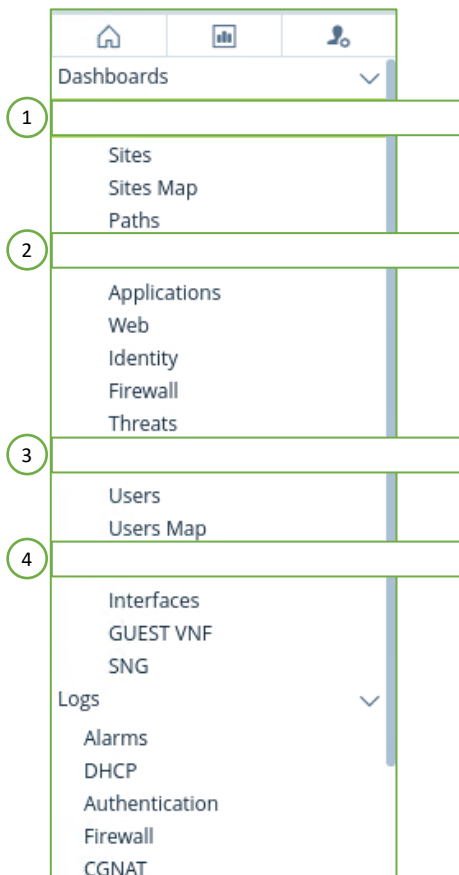 Dashboards
1
Sites
Sites Map
Paths
2
Applications
Web
Identity
Firewall
Threats
3
Users
Users Map
4
Interfaces
GUEST VNF
SNG
Logs
Alarms
DHCP
Authentication
Firewall
CGNAT